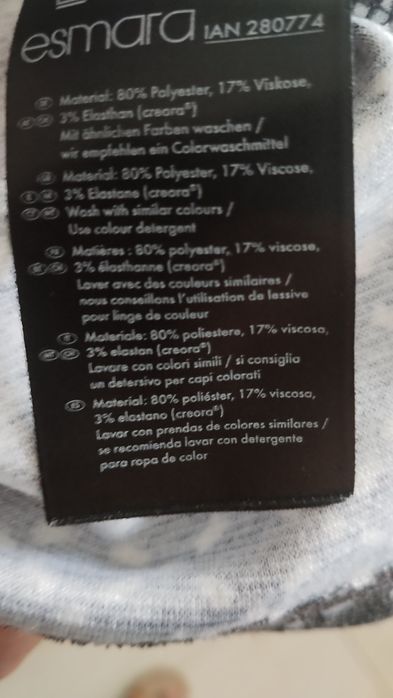 esmara IAN 280774
Material: 80% Polyester, 17% Viskose,
3% Elasthan (creora®)
Mit ähnlichen Farben waschen /
wir empfehlen ein Colorwaschmittel
Material: 80% Polyester, 17% Viscose,
3% Elastane (creora®)
Wash with similar colours /
Use colour detergent
Matières : 80% polyester, 17% viscose,
3% élasthanne (creora®)
Laver avec des couleurs similaires /
nous conseillons l'utilisation de lessive
pour linge de couleur
Materiale: 80% poliestere, 17% viscosa,
3% elastan (creora®)
Lavare con colori simili / si consiglia
un detersivo per capi colorati
ES Material: 80% poliéster, 17% viscosa,
3% elastano (creora®)
Lavar con prendas de colores similares /
se recomienda lavar con detergente
para ropa de color